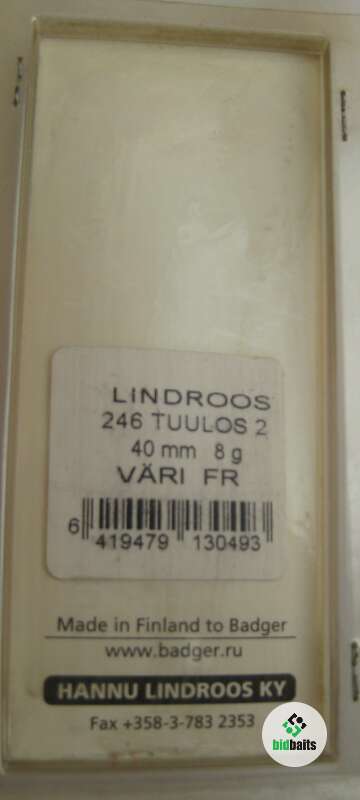 LINDROOS
246 TUULOS 2
40 mm 8 g
VÄRI FR
6 419479 130493
Made in Finland to Badger
www.badger.ru
HANNU LINDROOS KY
Fax +358-3-783 2353
bidbaits